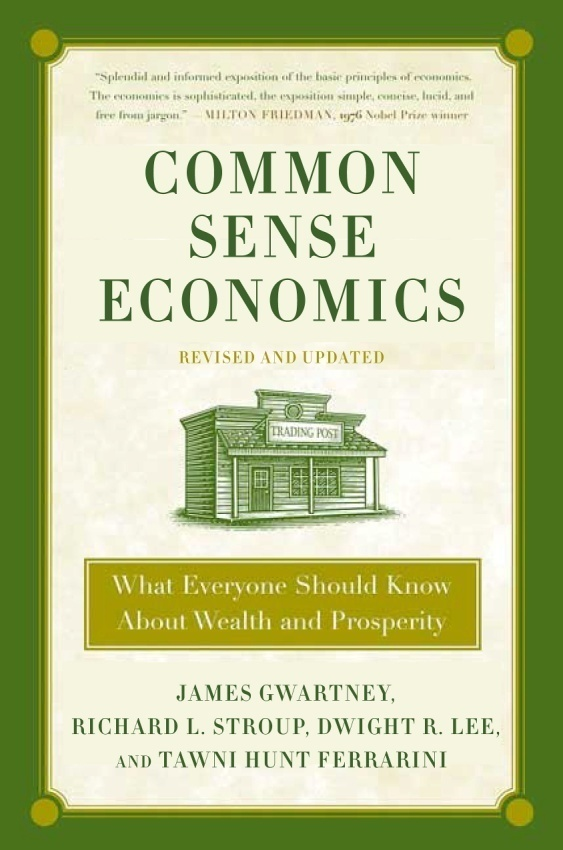 "Splendid and informed exposition of the basic principles of economics.
The economics is sophisticated, the exposition simple, concise, lucid, and
free from jargon." —MILTON FRIEDMAN, 1976 Nobel Prize winner
COMMON
SENSE
ECONOMICS
REVISED AND UPDATED
TRADING POST
What Everyone Should Know
About Wealth and Prosperity
JAMES GWARTNEY,
RICHARD L. STROUP, DWIGHT R. LEE,
AND TAWNI HUNT FERRARINI